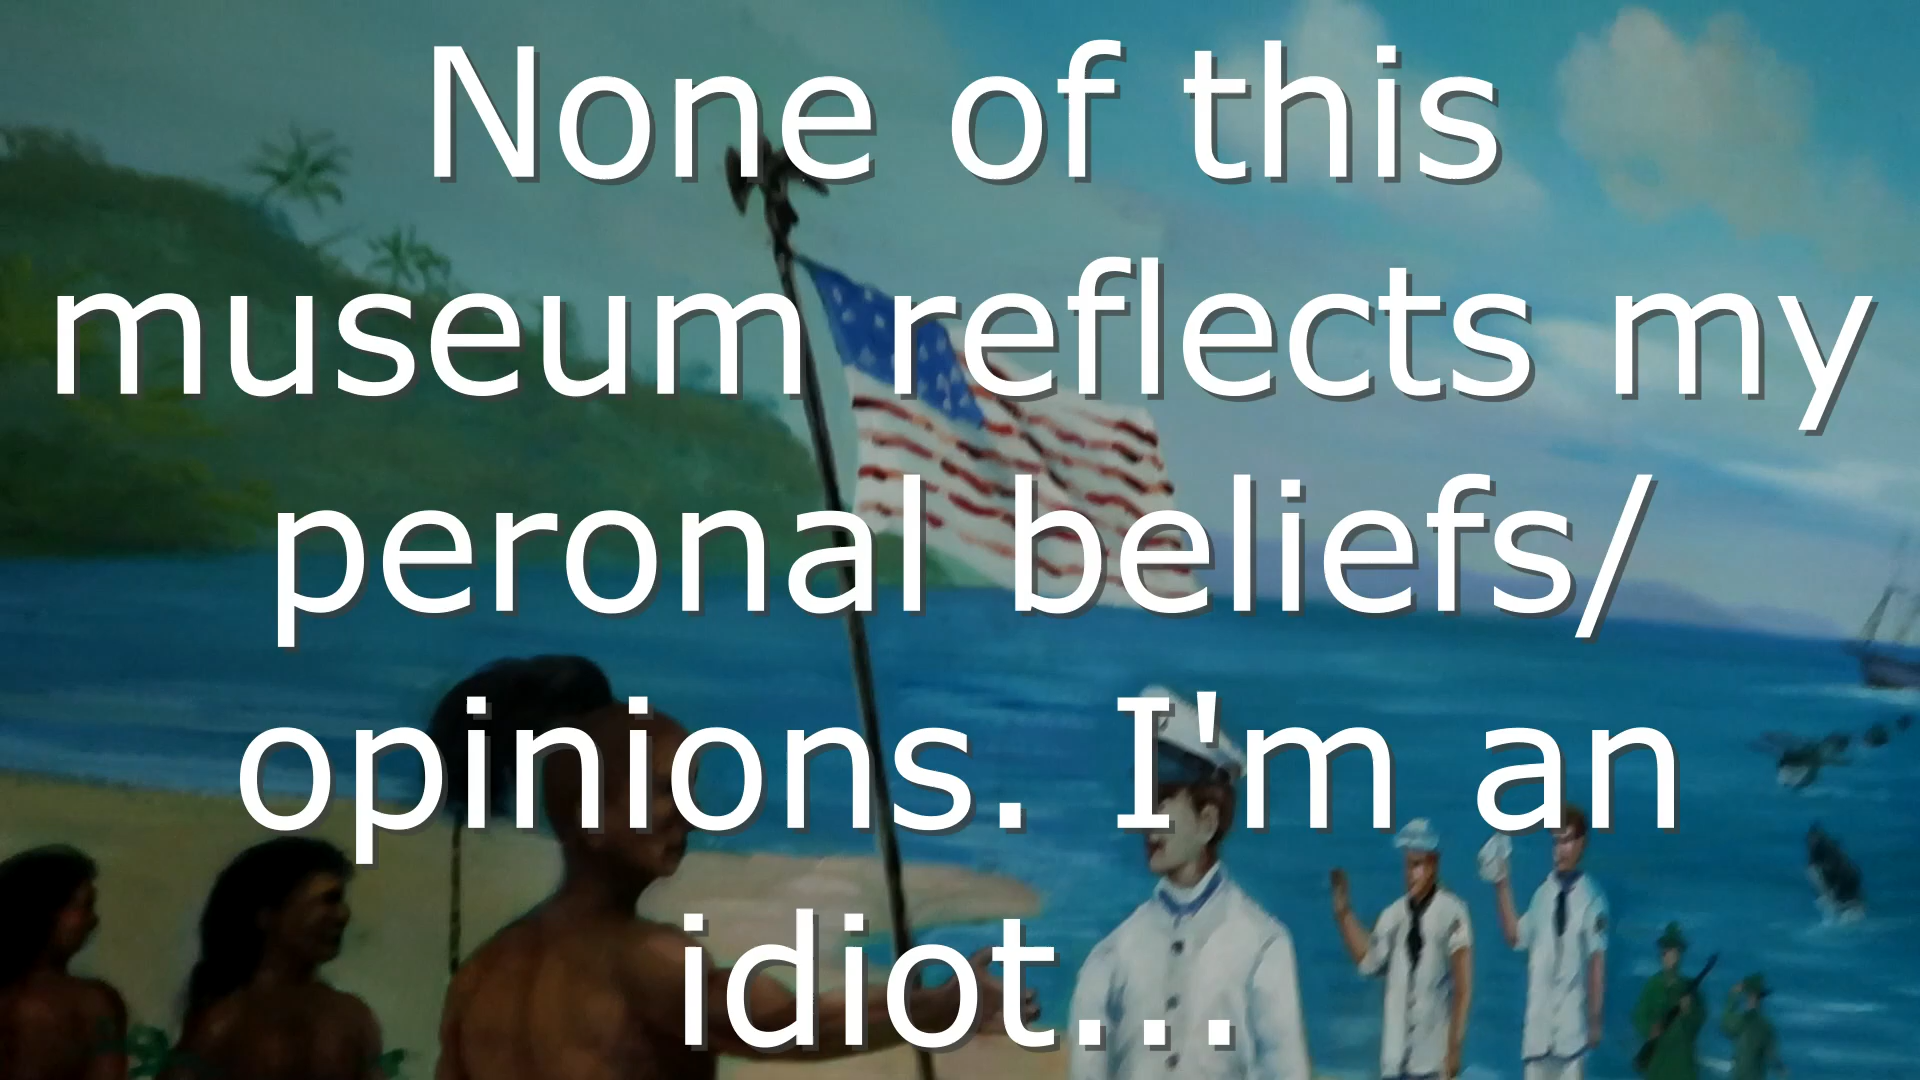 None of this
museum reflects my
peronal beliefs/
opinions. I'm an
idiot...